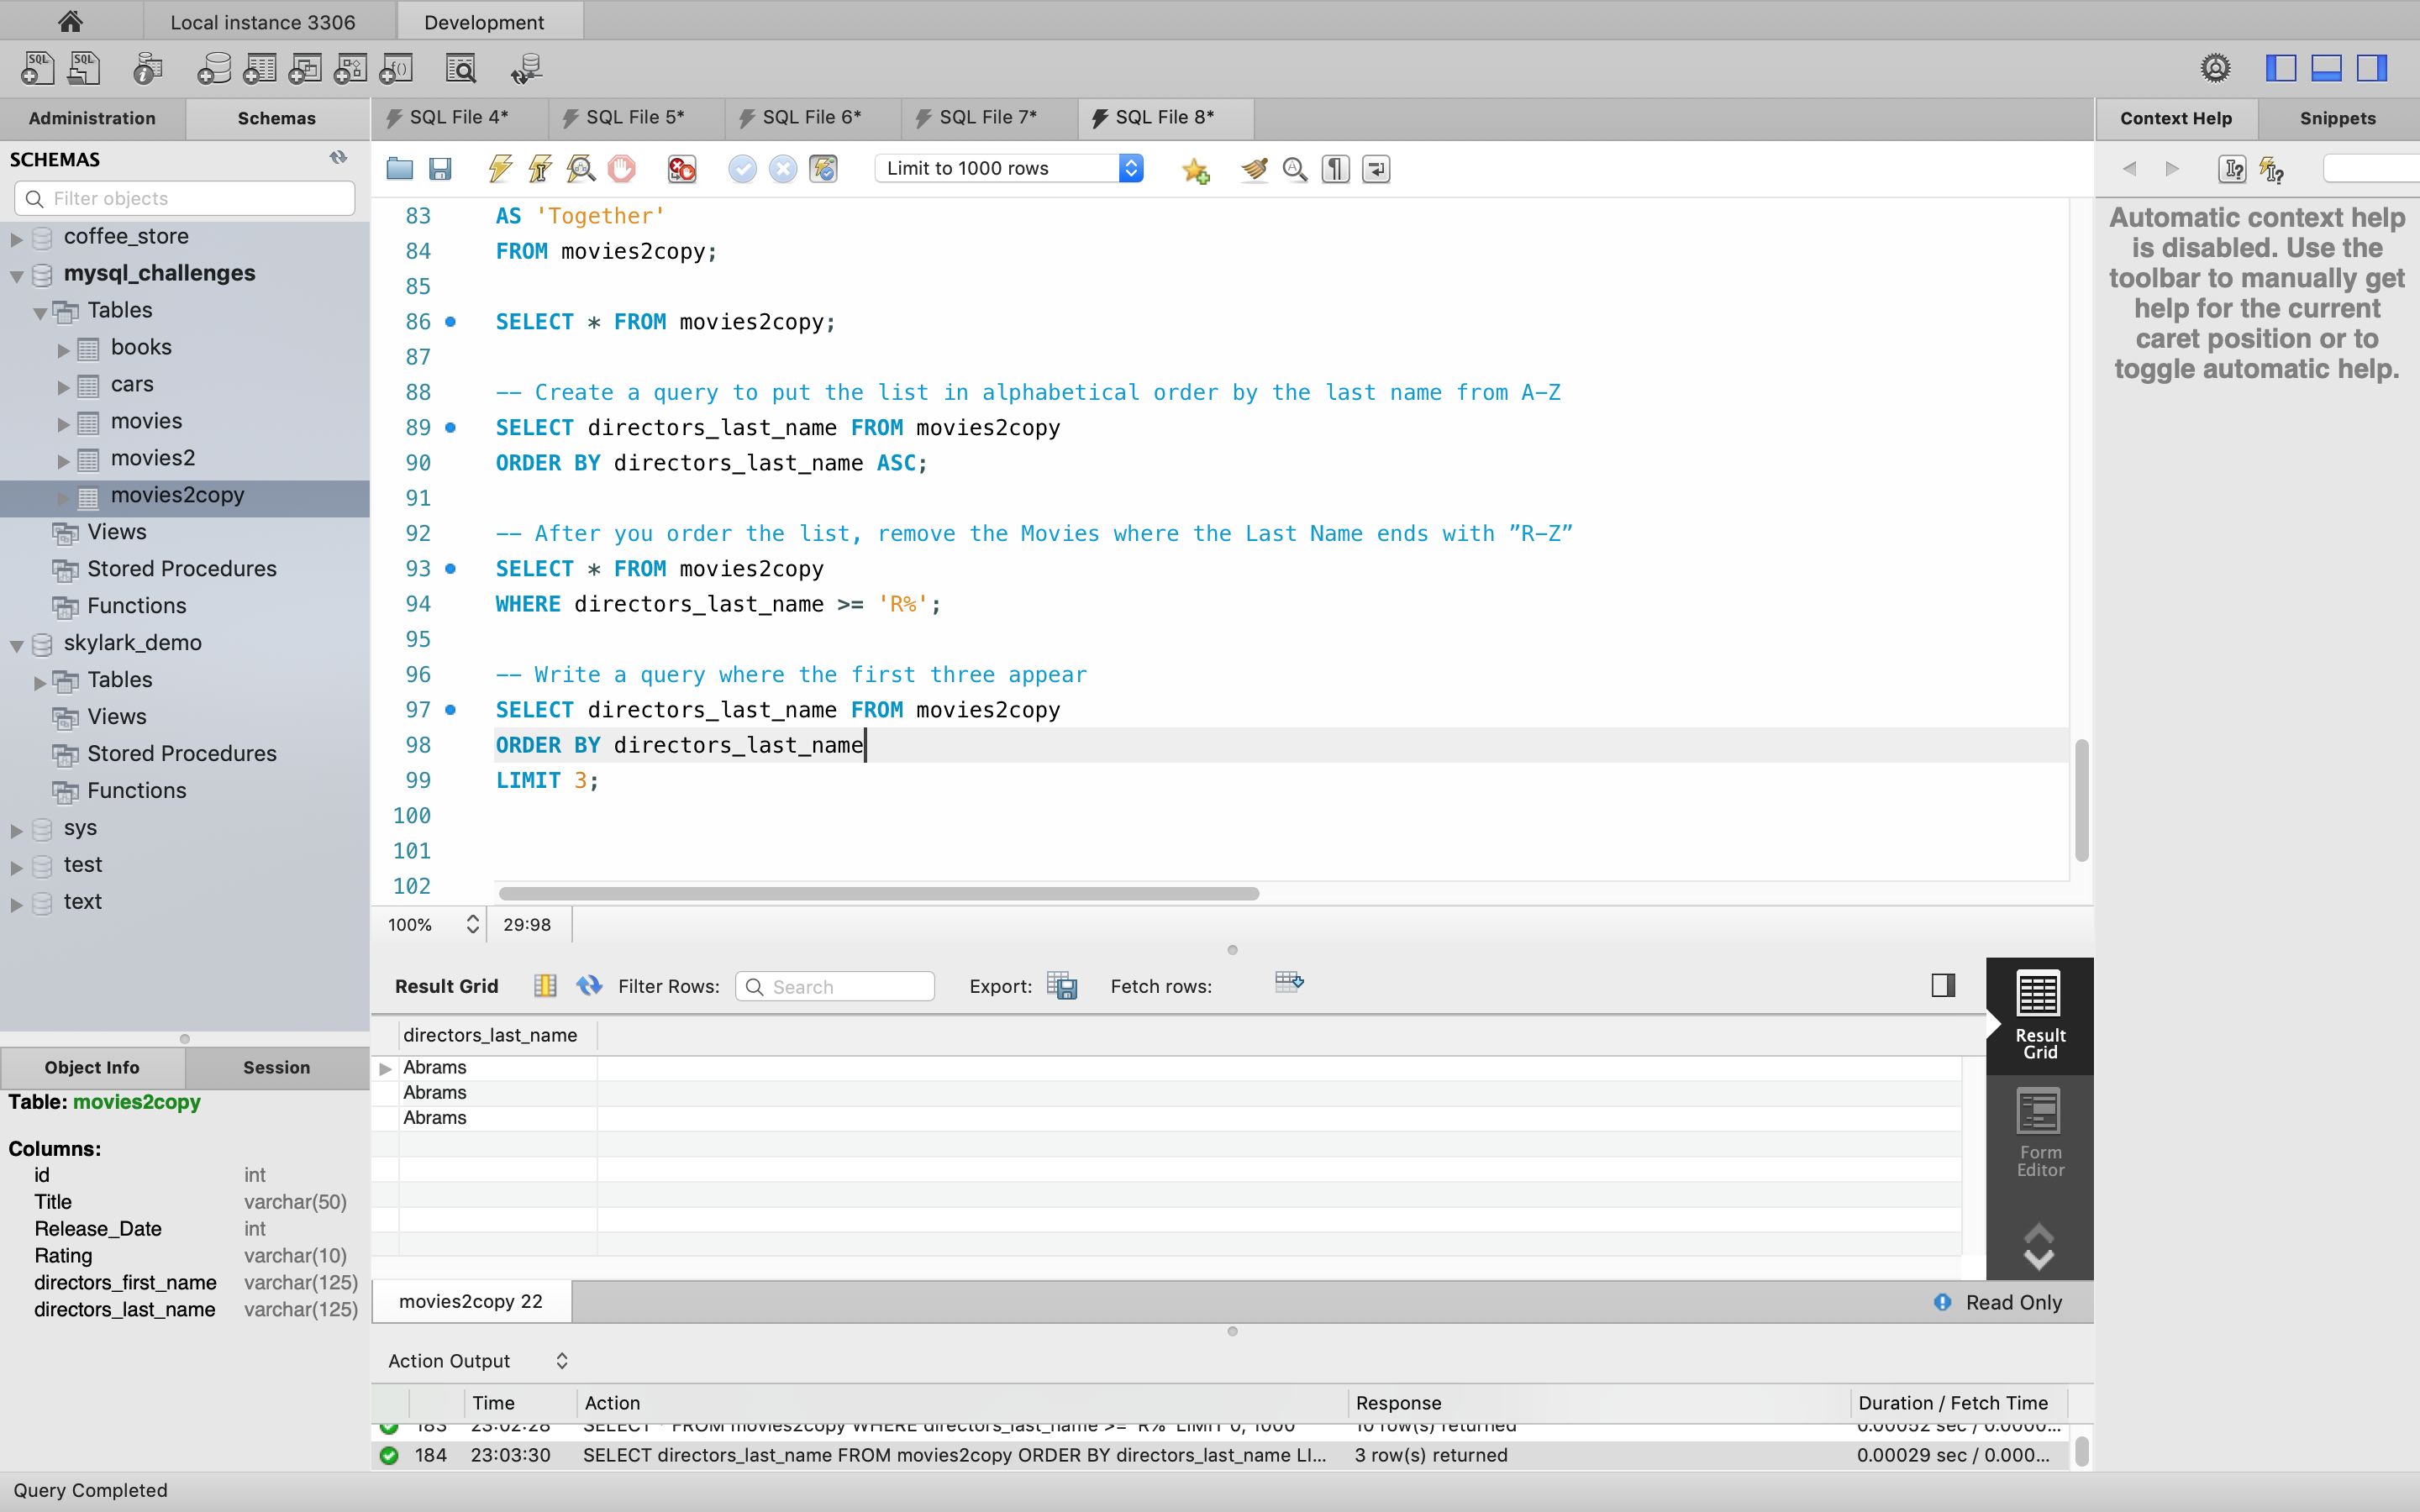 Local instance 3306
Development
Administration
Schemas
SQL File 4*
SQL File 5*
SQL File 6*
SQL File 7*
SQL File 8*
Context Help
Snippets
SCHEMAS
Filter objects
Limit to 1000 rows
coffee_store
mysql_challenges
Tables
books
cars
movies
movies2
movies2copy
Views
Stored Procedures
Functions
skylark_demo
Tables
Views
Stored Procedures
Functions
sys
test
text
83 AS 'Together'
84 FROM movies2copy;
85
86 SELECT * FROM movies2copy;
87
88 -- Create a query to put the list in alphabetical order by the last name from A-Z
89 SELECT directors_last_name FROM movies2copy
90 ORDER BY directors_last_name ASC;
91
92 -- After you order the list, remove the Movies where the Last Name ends with ”R-Z”
93 SELECT * FROM movies2copy
94 WHERE directors_last_name >= 'R%';
95
96 -- Write a query where the first three appear
97 SELECT directors_last_name FROM movies2copy
98 ORDER BY directors_last_name
99 LIMIT 3;
100
101
102
100%
29:98
Automatic context help
is disabled. Use the
toolbar to manually get
help for the current
caret position or to
toggle automatic help.
Result Grid
Filter Rows:
Search
Export:
Fetch rows:
directors_last_name
Abrams
Abrams
Abrams
Result
Grid
Form
Editor
movies2copy 22
Read Only
Object Info
Session
Table: movies2copy
Columns:
id int
Title varchar(50)
Release_Date int
Rating varchar(10)
directors_first_name varchar(125)
directors_last_name varchar(125)
Action Output
Time Action Response Duration / Fetch Time
183 23:02:28 SELECT * FROM movies2copy WHERE directors_last_name >= 'R%' LIMIT 0, 1000 10 row(s) returned 0.00052 sec / 0.0000...
184 23:03:30 SELECT directors_last_name FROM movies2copy ORDER BY directors_last_name LI... 3 row(s) returned 0.00029 sec / 0.000...
Query Completed